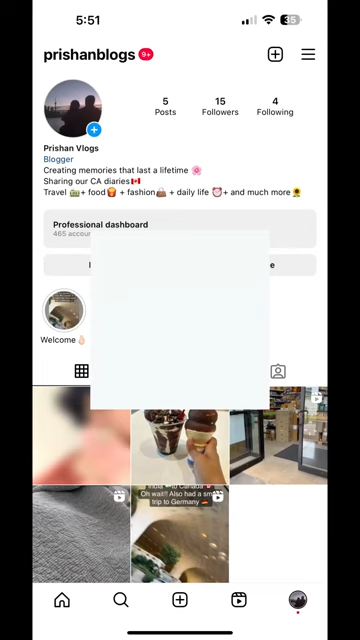 5:51
35
prishanblogs 9+
5 15 4
Posts Followers Following
Prishan Vlogs
Blogger
Creating memories that last a lifetime 🌸
Sharing our CA diaries🇨🇦
Travel 🏞+ food🍟 + fashion👜 + daily life ⏰+ and much more🌻
Professional dashboard
465 accou
Welcome👌🏻
India to Canada
Oh wait!! Also had a sm
trip to Germany 🇩🇪